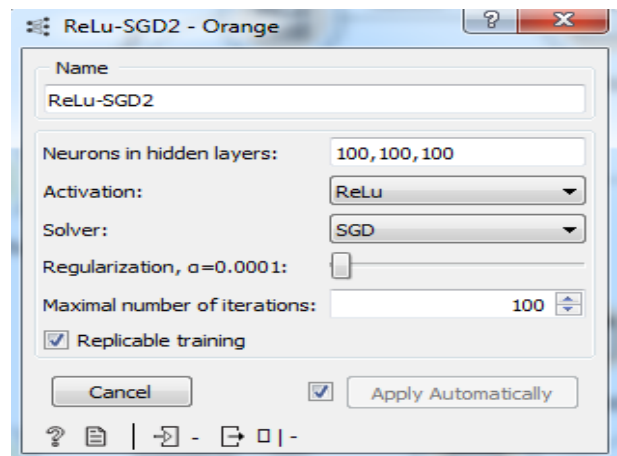 ReLu-SGD2 - Orange
Name
ReLu-SGD2
Neurons in hidden layers: 100,100,100
Activation: ReLu
Solver: SGD
Regularization, α=0.0001:
Maximal number of iterations: 100
Replicable training
Cancel Apply Automatically
? | - | -